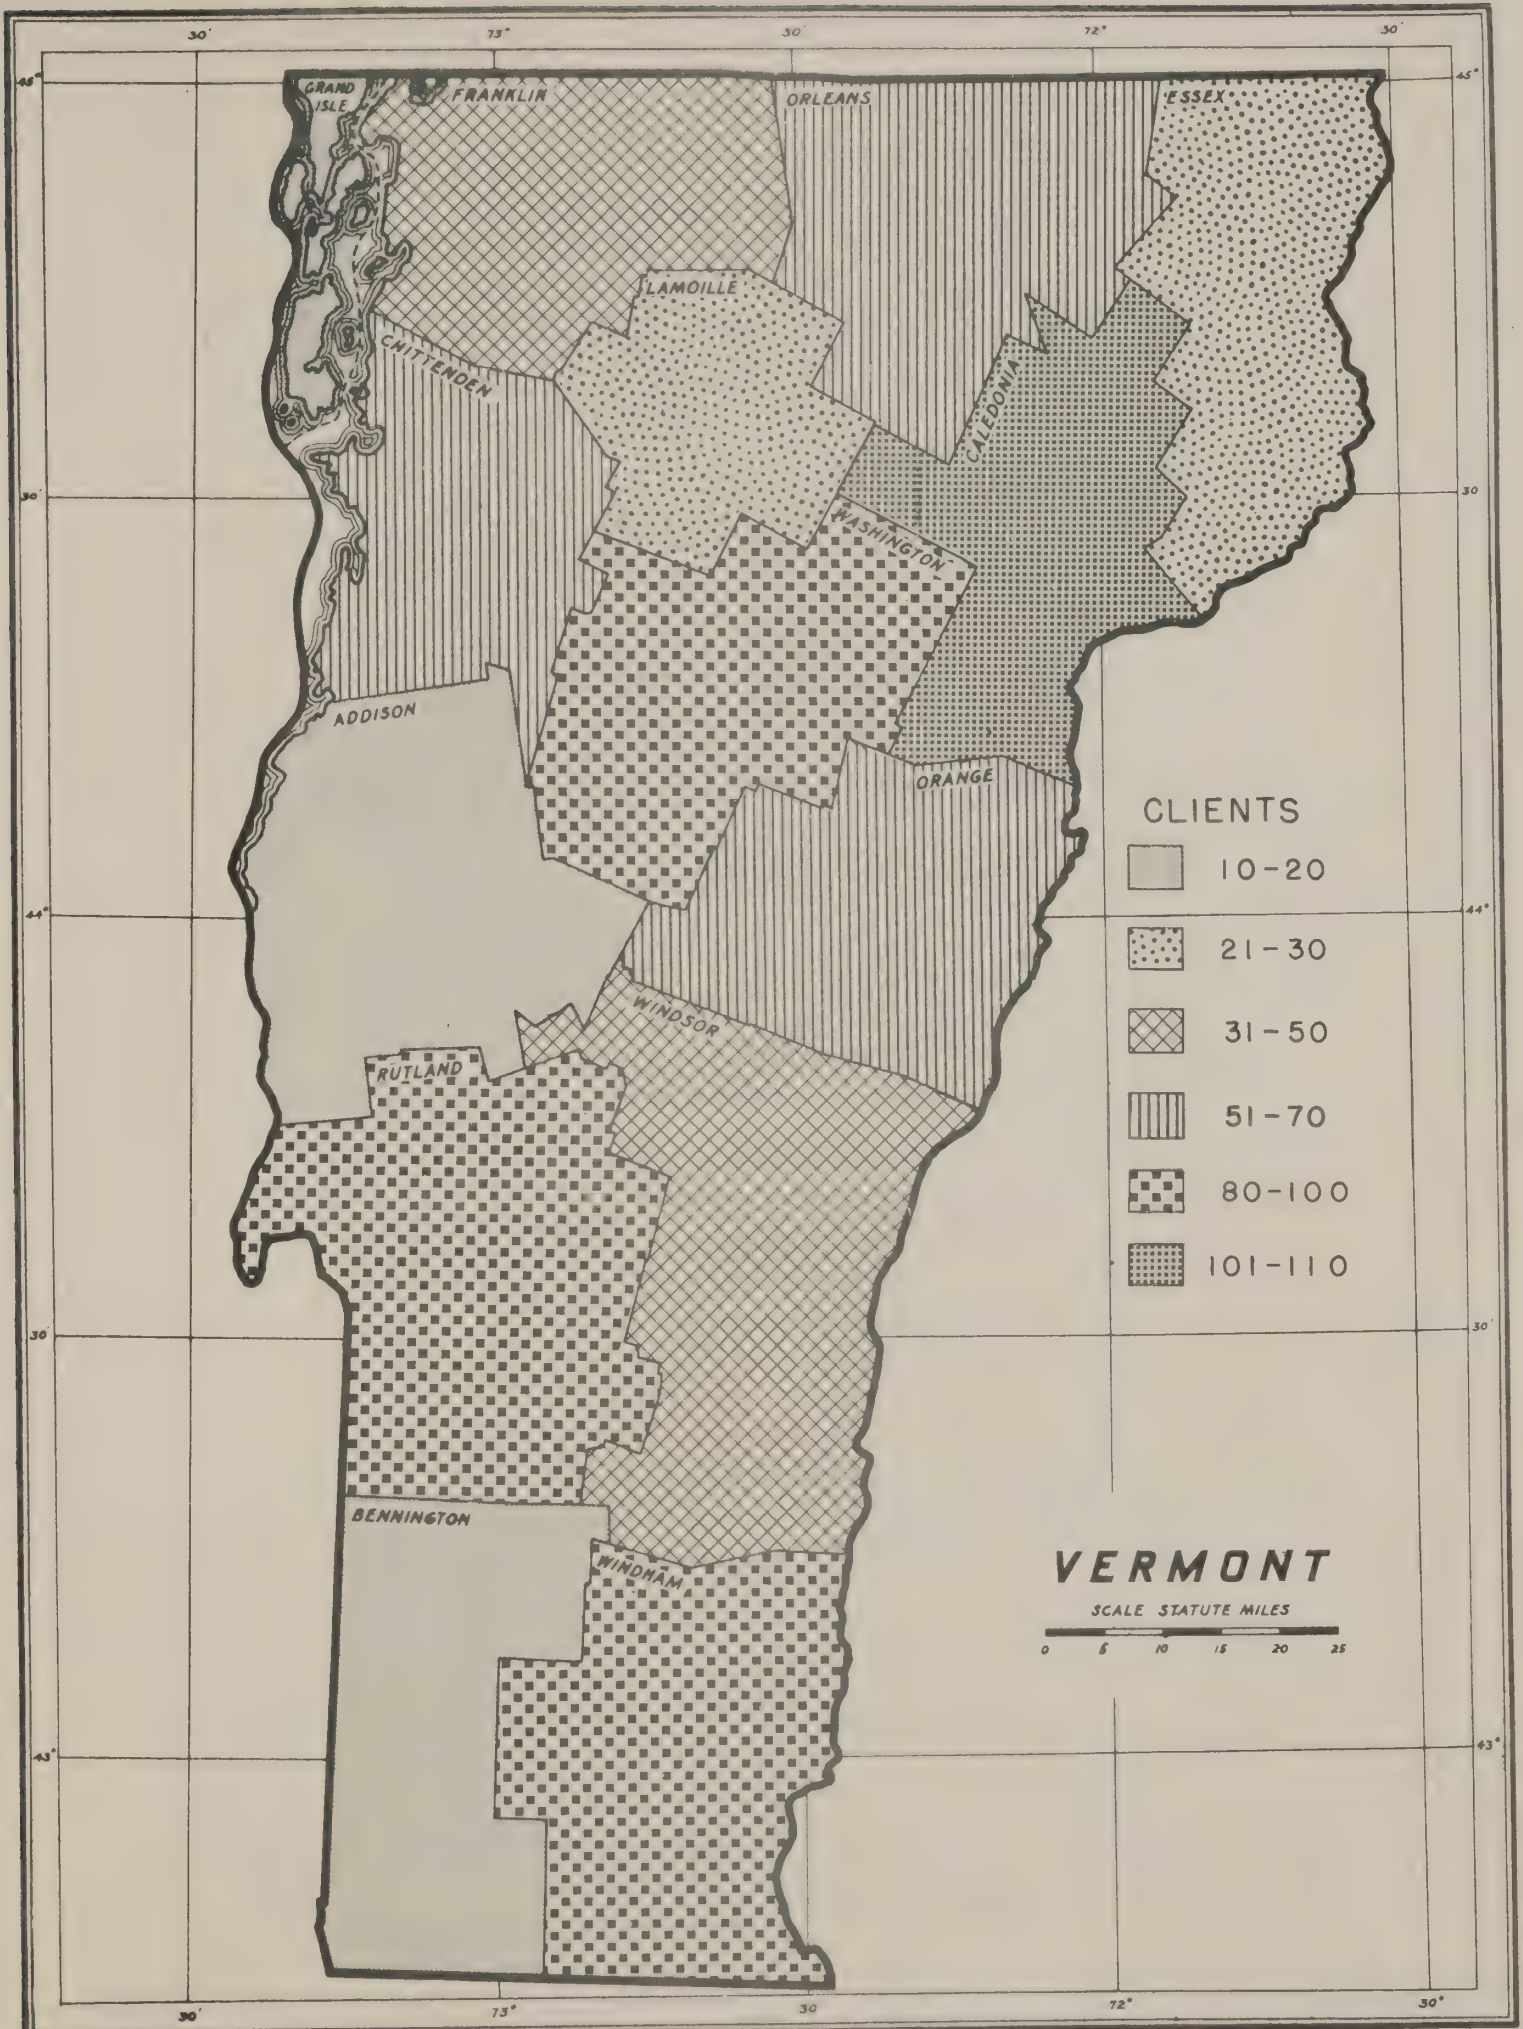 30' 73° 30' 72° 30'
45° 45°
GRAND
ISLE
FRANKLIN
ORLEANS
ESSEX
LAMOILLE
CHITTENDEN
CALEDONIA
30' 30
WASHINGTON
ADDISON
ORANGE
CLIENTS
10-20
44° 44°
21-30
WINDSOR
31-50
RUTLAND
51-70
80-100
101-110
30' 30'
BENNINGTON
WINDHAM
VERMONT
SCALE STATUTE MILES
0 5 10 15 20 25
43° 43°
30' 73° 30 72° 30°